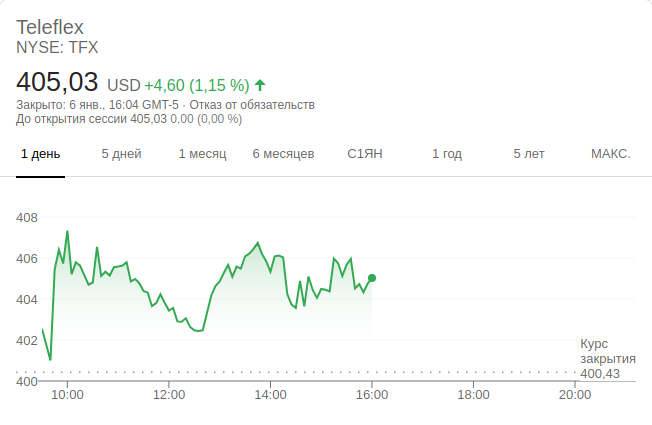 Teleflex
NYSE: TFX
405,03 USD +4,60 (1,15 %)
Закрыто: 6 янв., 16:04 GMT-5 · Отказ от обязательств
До открытия сессии 405,03 0,00 (0,00 %)
1 день 5 дней 1 месяц 6 месяцев С1ЯН 1 год 5 лет МАКС.
408
406
404
402
Курс
закрытия
400,43
400
10:00 12:00 14:00 16:00 18:00 20:00